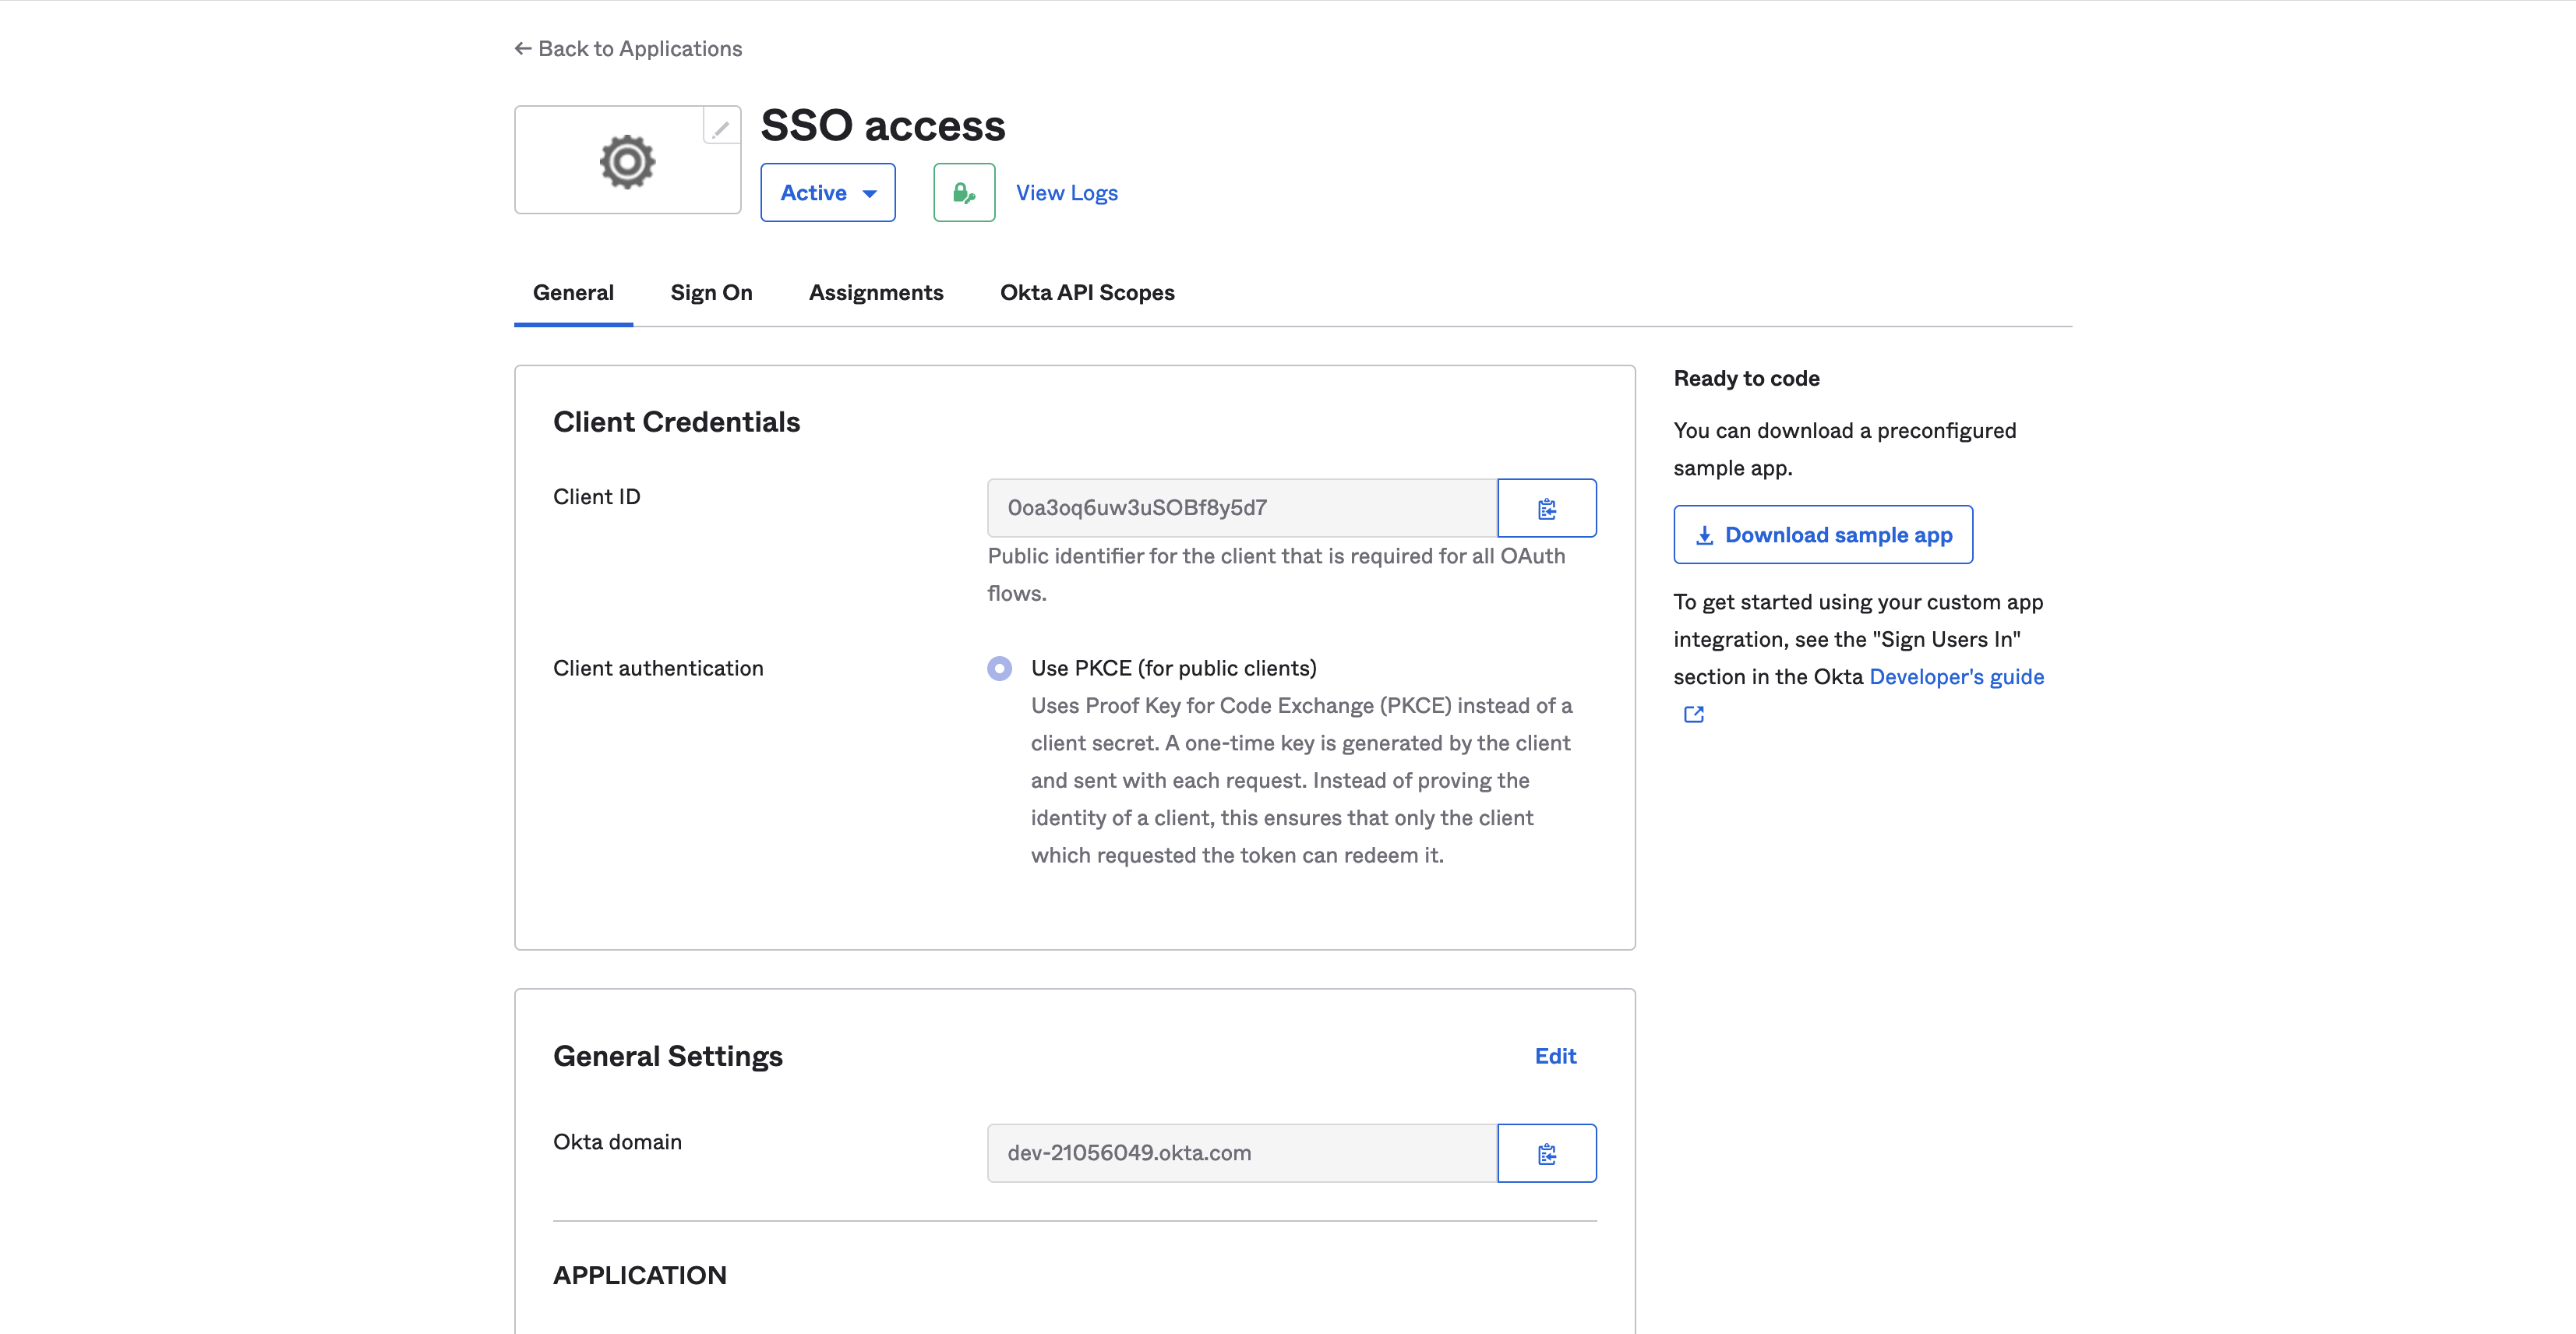 Back to Applications
SSO access
Active
View Logs
General
Sign On
Assignments
Okta API Scopes
Client Credentials
Client ID
0oa3oq6uw3uSOBf8y5d7
Public identifier for the client that is required for all OAuth
flows.
Client authentication
Use PKCE (for public clients)
Uses Proof Key for Code Exchange (PKCE) instead of a
client secret. A one-time key is generated by the client
and sent with each request. Instead of proving the
identity of a client, this ensures that only the client
which requested the token can redeem it.
General Settings
Edit
Okta domain
dev-21056049.okta.com
APPLICATION
Ready to code
You can download a preconfigured
sample app.
Download sample app
To get started using your custom app
integration, see the "Sign Users In"
section in the Okta Developer's guide